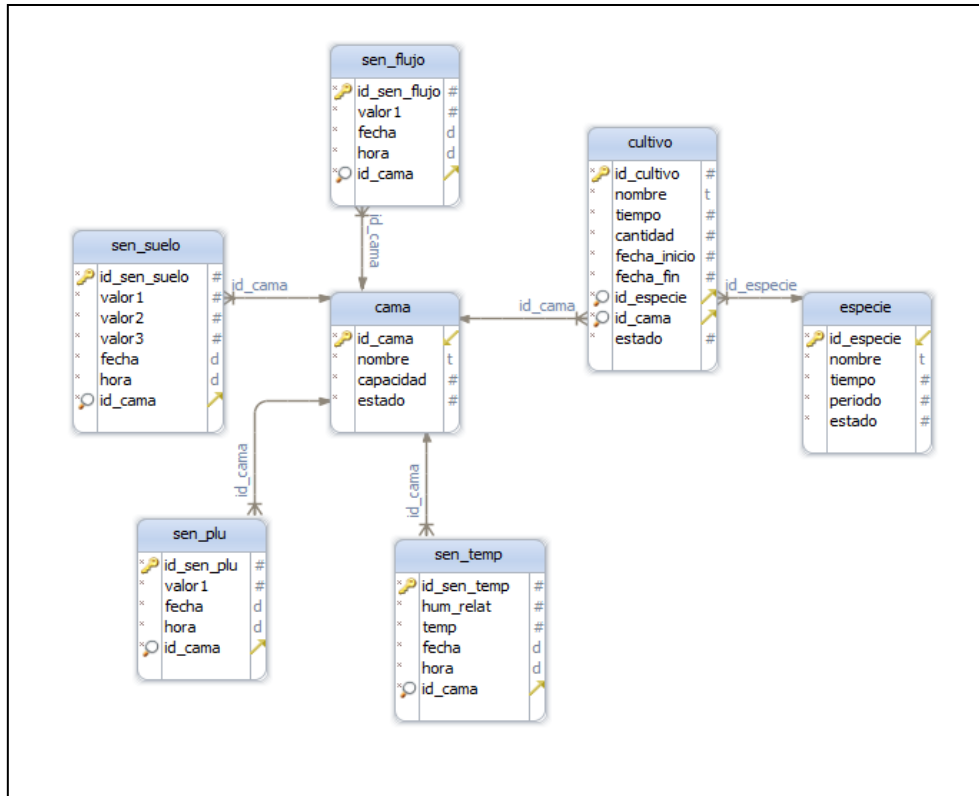 sen_flujo
id_sen_flujo #
valor1 #
fecha d
hora d
id_cama
id_cama
cultivo
id_cultivo #
nombre t
tiempo #
cantidad #
fecha_inicio #
fecha_fin #
id_especie
id_cama
estado #
id_especie
especie
id_especie
nombre t
tiempo #
periodo #
estado #
sen_suelo
id_sen_suelo #
valor1 #
valor2 #
valor3 #
fecha d
hora d
id_cama
id_cama
cama
id_cama
nombre t
capacidad #
estado #
id_cama
id_cama
sen_plu
id_sen_plu #
valor1 #
fecha d
hora d
id_cama
id_cama
sen_temp
id_sen_temp #
hum_relat #
temp #
fecha d
hora d
id_cama